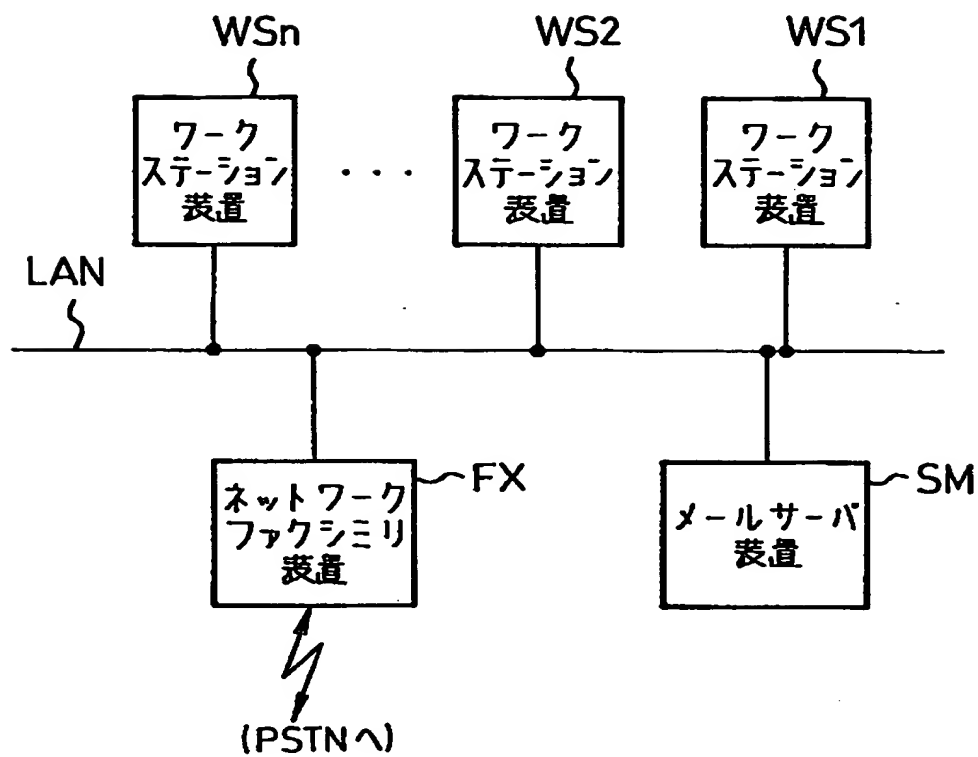 WSn
WS2
WS1
ワーク
ステーション
装置
・・・
ワーク
ステーション
装置
ワーク
ステーション
装置
LAN
ネットワーク
ファクシミリ
装置
FX
メールサーバ
装置
SM
(PSTNへ)